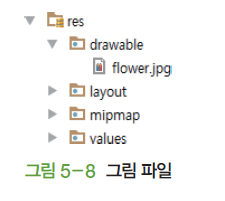 res
drawable
flower.jpg
layout
mipmap
values
그림 5-8 그림 파일